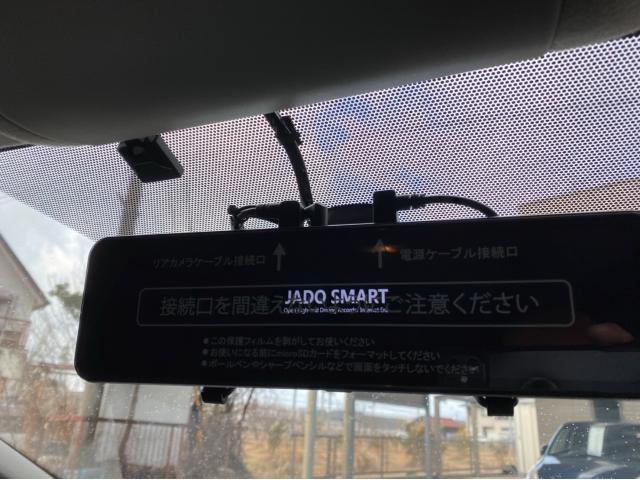 リアカメラケーブル接続口
電源ケーブル接続口
接続口を間違え ご注意ください
JADO SMART
●この保護フィルムを剥がしてお使いください
●お使いになる前にmicroSDカードをフォーマットしてください
●ボールペンやシャープペンシルなどで画面をタッチしないでください